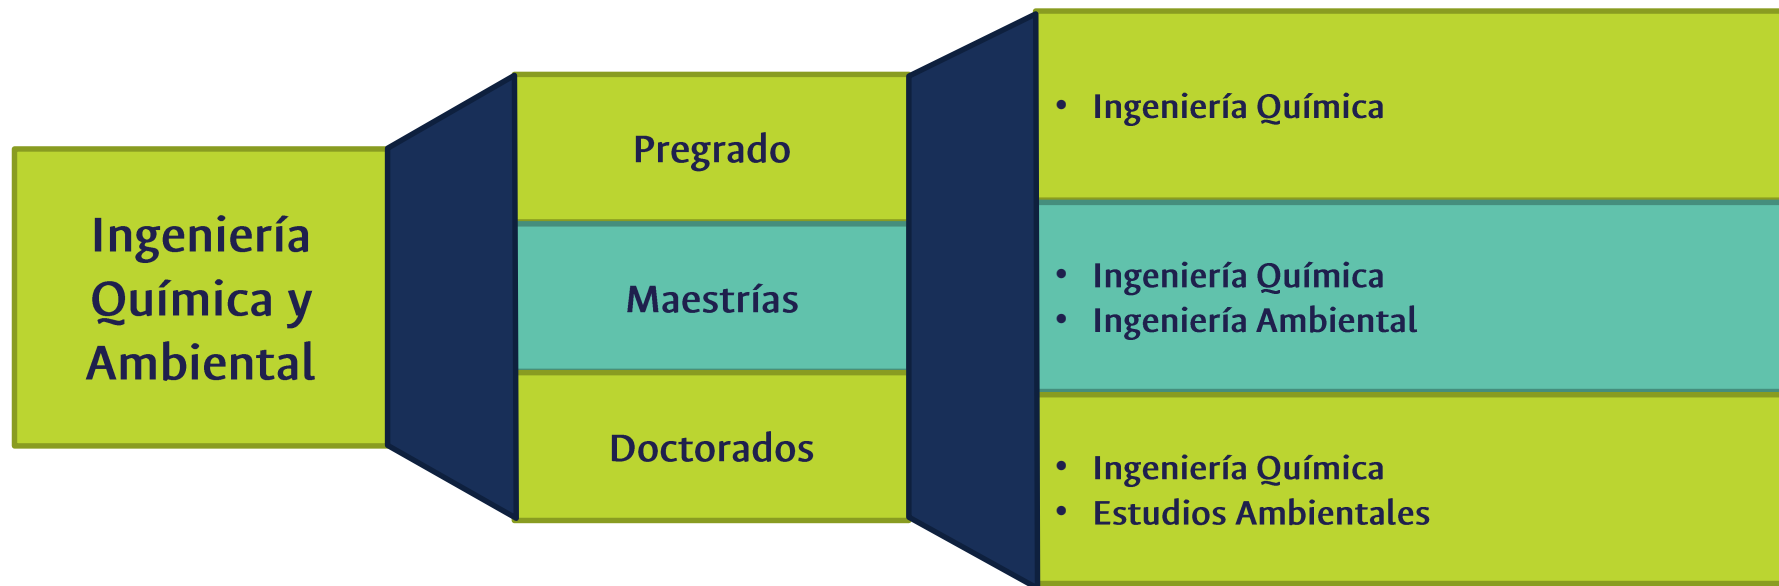 Ingeniería
Química y
Ambiental
Pregrado
Maestrías
Doctorados
• Ingeniería Química
• Ingeniería Química
• Ingeniería Ambiental
• Ingeniería Química
• Estudios Ambientales